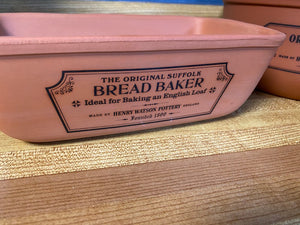 THE ORIGINAL SUFFOLK
BREAD BAKER
Ideal for Baking an English Loaf
MADE BY HENRY WATSON POTTERY ENGLAND
Founded 1800